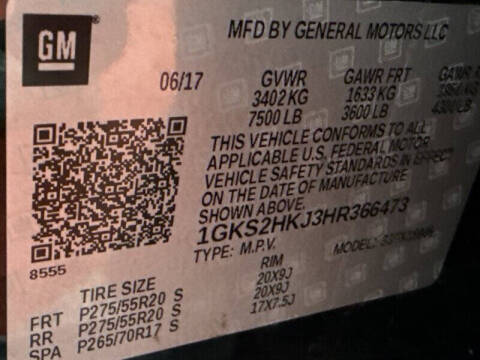 GM
MFD BY GENERAL MOTORS LLC
06/17 GVWR GAWR FRT
3402 KG 1633 KG
7500 LB 3600 LB 4300 LB
THIS VEHICLE CONFORMS TO ALL
APPLICABLE U.S. FEDERAL MOTOR
VEHICLE SAFETY STANDARDS IN EFFECT
ON THE DATE OF MANUFACTURE
SHOWN ABOVE.
1GKS2HKJ3HR366473
TYPE: M.P.V. MODEL:
8555
TIRE SIZE RIM
FRT P275/55R20 S 20X9J
RR P275/55R20 S 20X9J
SPA P265/70R17 S 17X7.5J